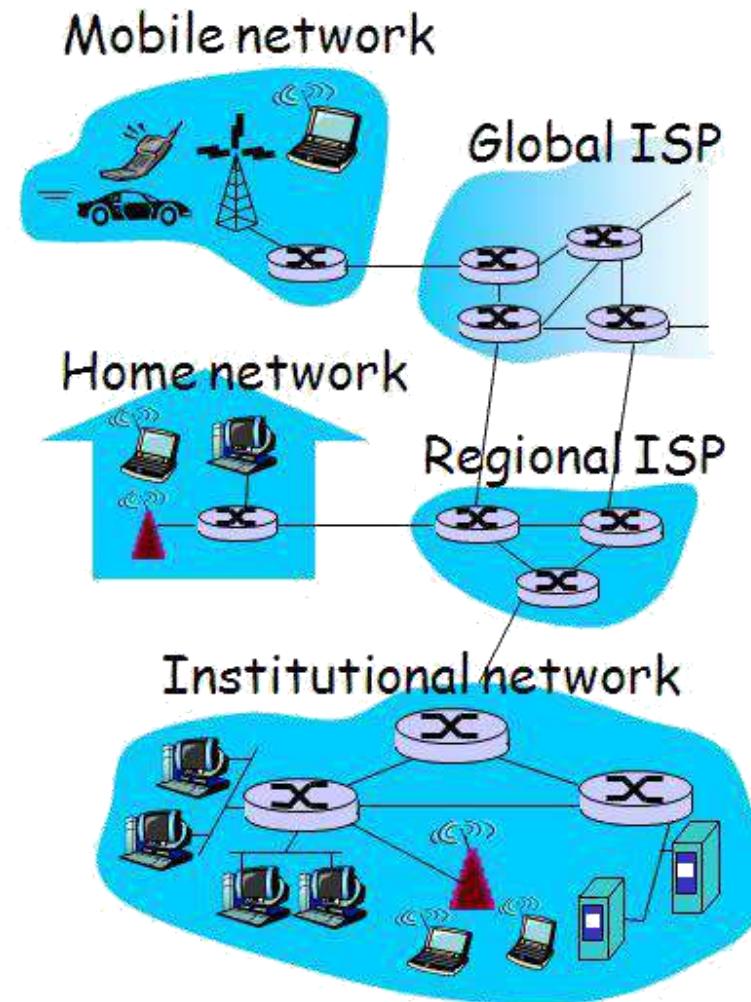 Mobile network
Global ISP
Home network
Regional ISP
Institutional network